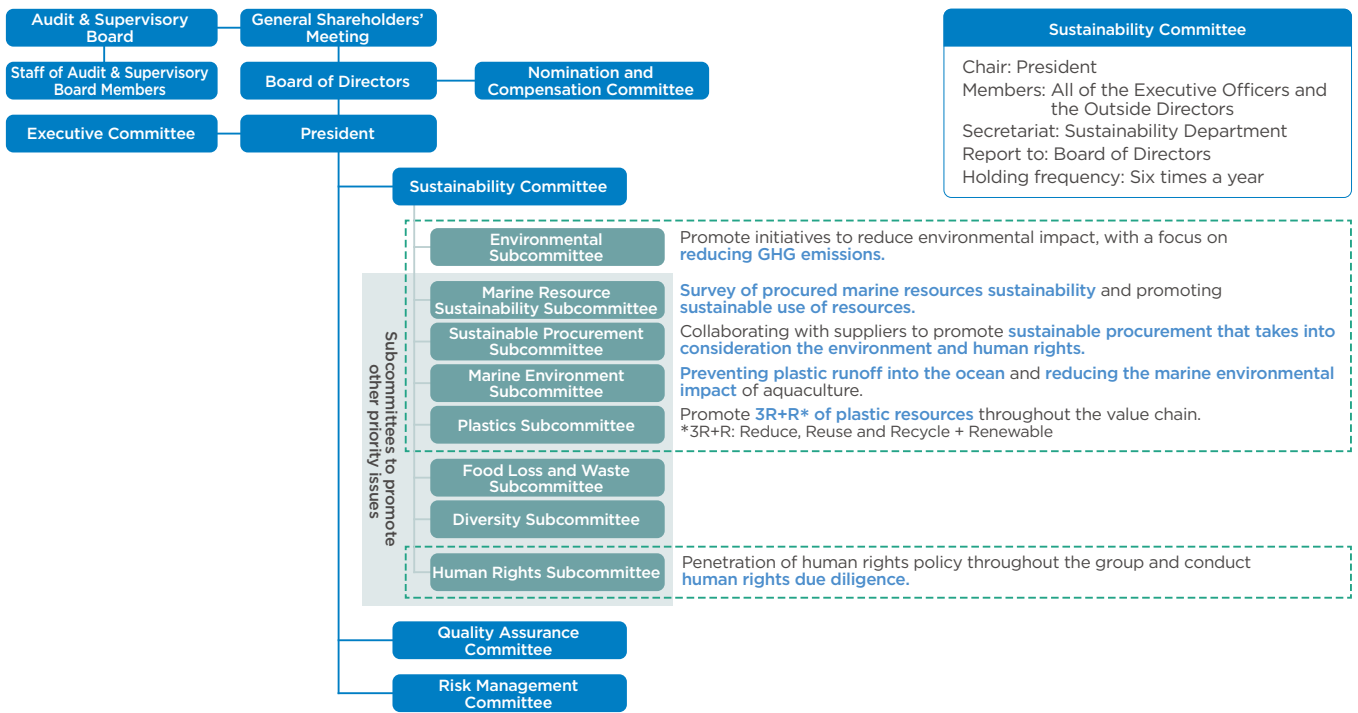 Audit & Supervisory
Board
General Shareholders’
Meeting
Staff of Audit & Supervisory
Board Members
Board of Directors
Nomination and
Compensation Committee
Executive Committee
President
Sustainability Committee
Chair: President
Members: All of the Executive Officers and
the Outside Directors
Secretariat: Sustainability Department
Report to: Board of Directors
Holding frequency: Six times a year
Sustainability Committee
Environmental
Subcommittee
Promote initiatives to reduce environmental impact, with a focus on
reducing GHG emissions.
Subcommittees to promote
other priority issues
Marine Resource
Sustainability Subcommittee
Survey of procured marine resources sustainability and promoting
sustainable use of resources.
Sustainable Procurement
Subcommittee
Collaborating with suppliers to promote sustainable procurement that takes into
consideration the environment and human rights.
Marine Environment
Subcommittee
Preventing plastic runoff into the ocean and reducing the marine environmental
impact of aquaculture.
Plastics Subcommittee
Promote 3R+R* of plastic resources throughout the value chain.
*3R+R: Reduce, Reuse and Recycle + Renewable
Food Loss and Waste
Subcommittee
Diversity Subcommittee
Human Rights Subcommittee
Penetration of human rights policy throughout the group and conduct
human rights due diligence.
Quality Assurance
Committee
Risk Management
Committee